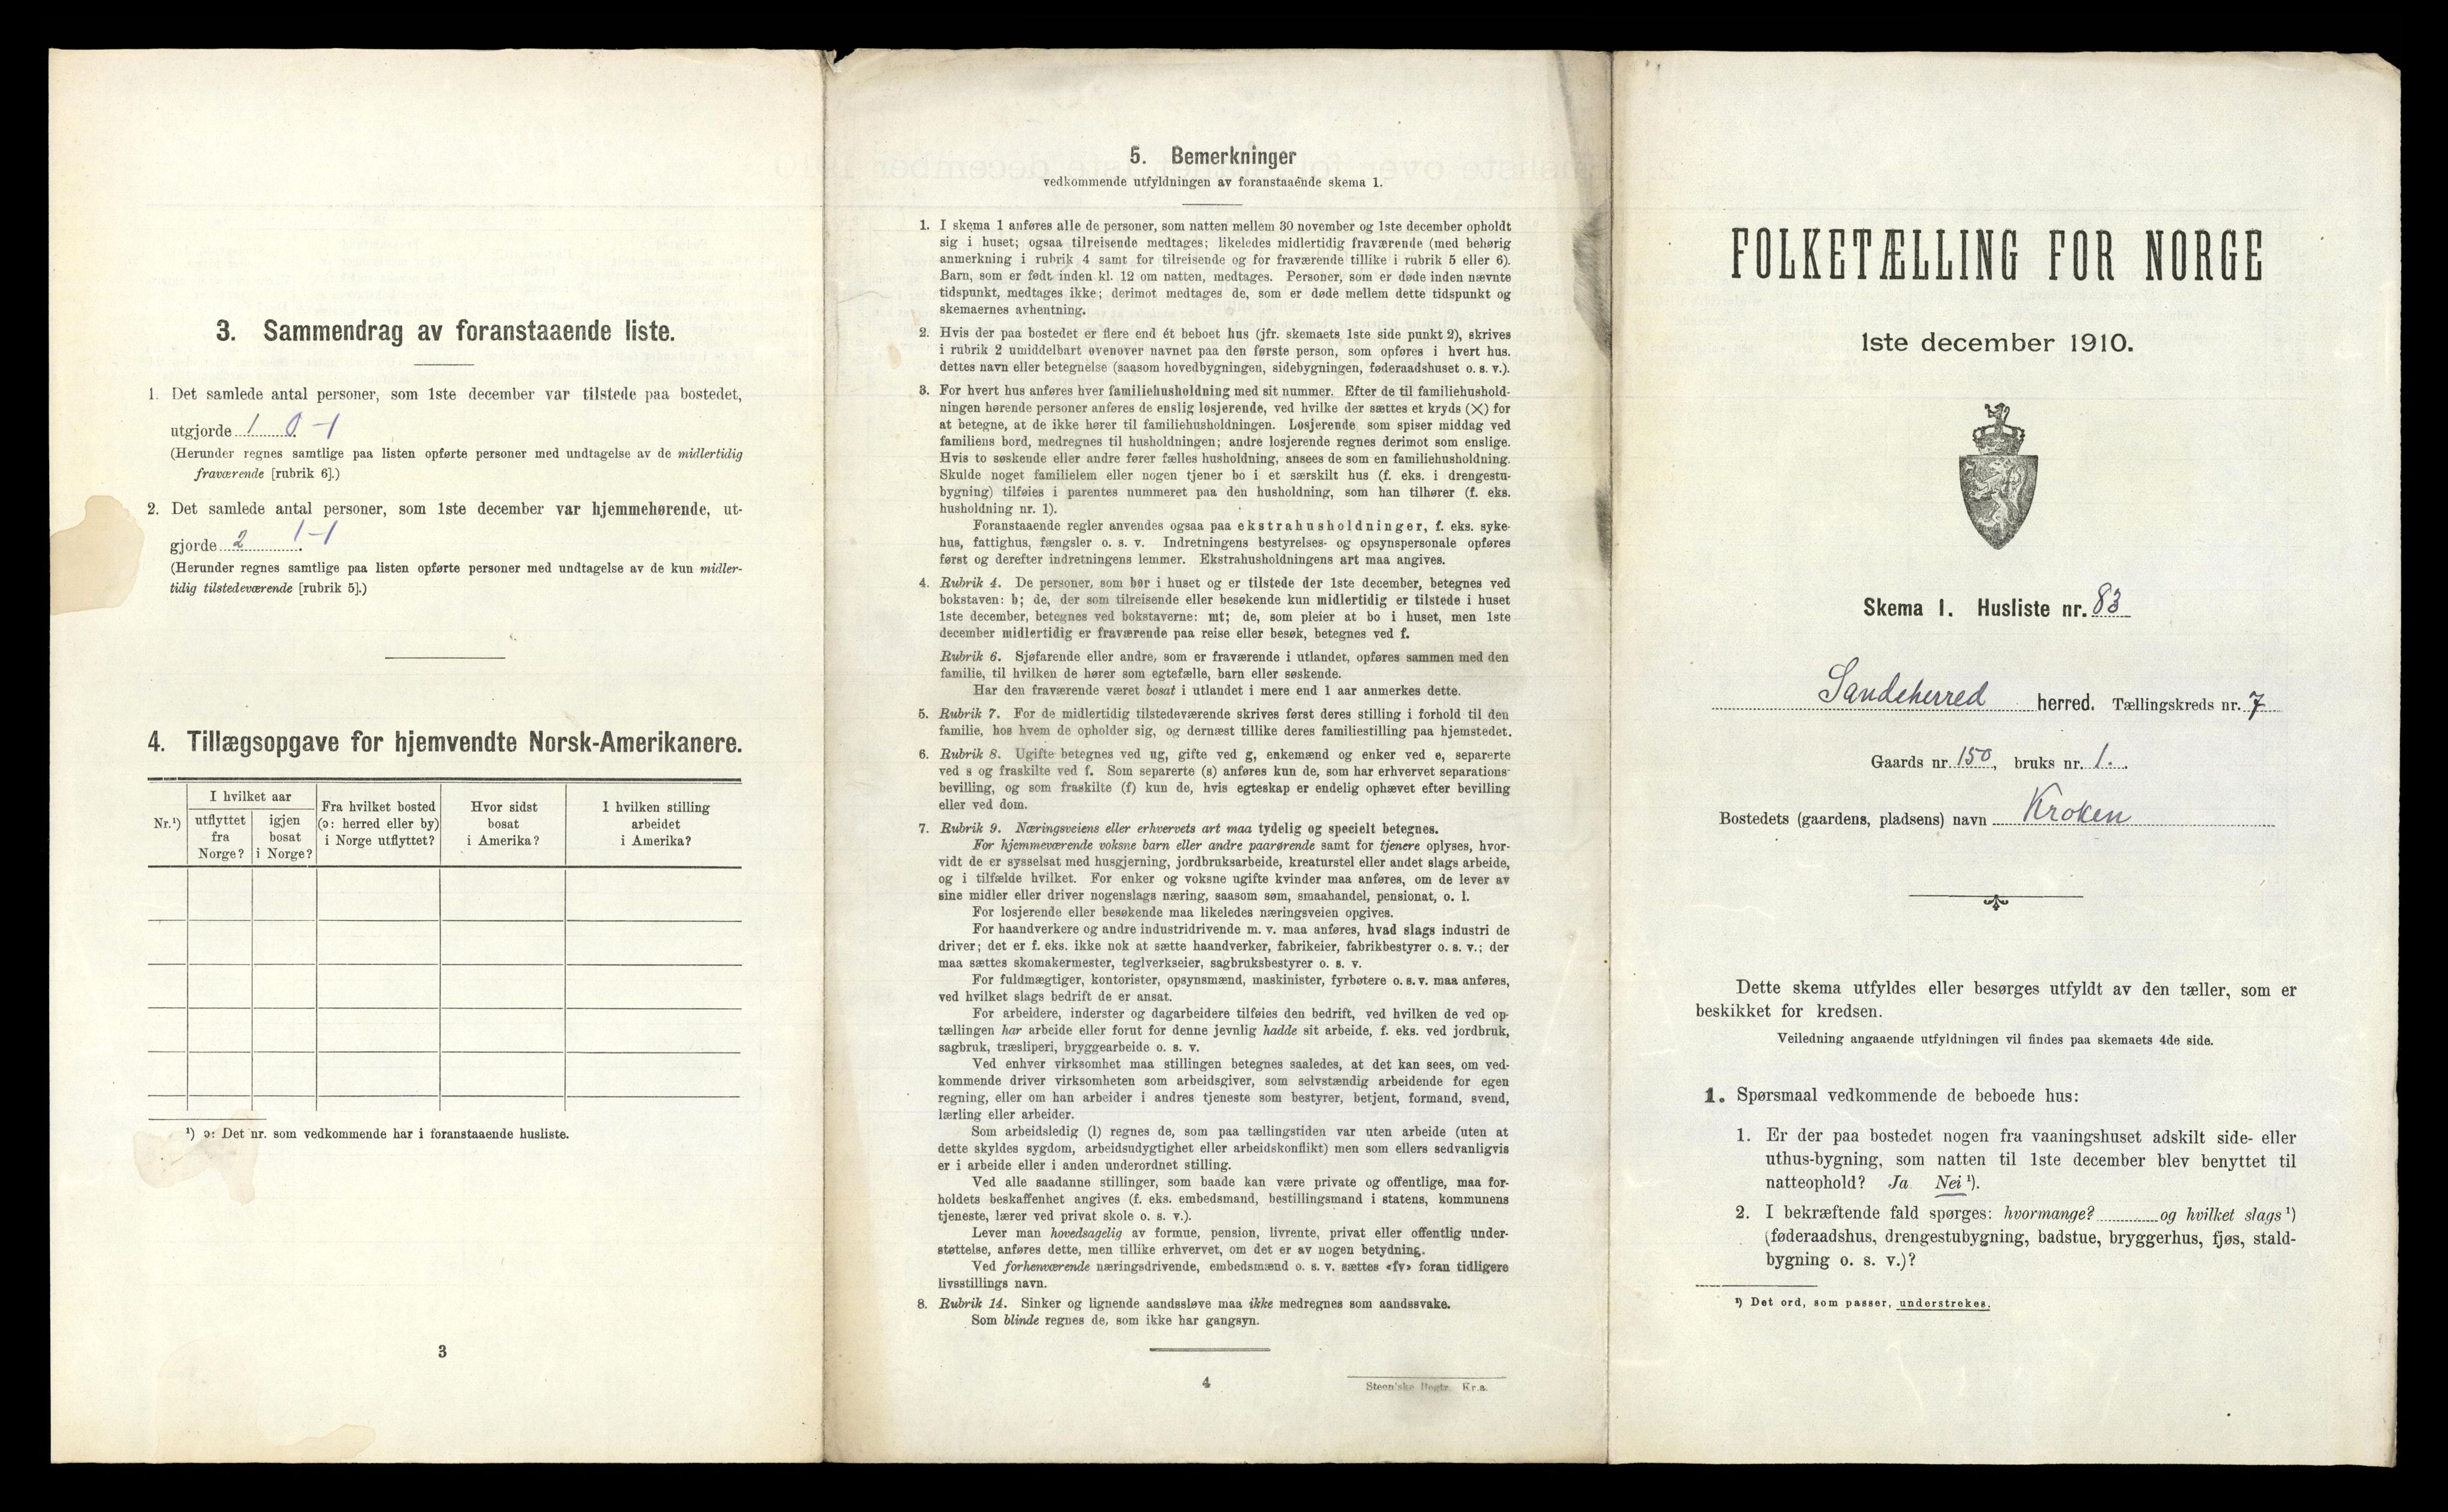 3. Sammendrag av foranstaaende liste.
1. Det samlede antal personer, som 1ste december var tilstede paa bostedet,
utgjorde 1 0-1
(Herunder regnes samtlige paa listen opførte personer med undtagelse av de midlertidig
fraværende [rubrik 6].)
2. Det samlede antal personer, som 1ste december var hjemmehørende, ut-
gjorde 2 1-1
(Herunder regnes samtlige paa listen opførte personer med undtagelse av de kun midler-
tidig tilstedeværende [rubrik 5].)
4. Tillægsopgave for hjemvendte Norsk-Amerikanere.
Nr.¹)
I hvilket aar
utflyttet
fra
Norge?
igjen
bosat
i Norge?
Fra hvilket bosted
(ɔ: herred eller by)
i Norge utflyttet?
Hvor sidst
bosat
i Amerika?
I hvilken stilling
arbeidet
i Amerika?
¹) ɔ: Det nr. som vedkommende har i foranstaaende husliste.
3
5. Bemerkninger
vedkommende utfyldningen av foranstaaende skema 1.
1. I skema 1 anføres alle de personer, som natten mellem 30 november og 1ste december opholdt
sig i huset; ogsaa tilreisende medtages; likeledes midlertidig fraværende (med behørig
anmerkning i rubrik 4 samt for tilreisende og for fraværende tillike i rubrik 5 eller 6).
Barn, som er født inden kl. 12 om natten, medtages. Personer, som er døde inden nævnte
tidspunkt, medtages ikke; derimot medtages de, som er døde mellem dette tidspunkt og
skemaernes avhentning.
2. Hvis der paa bostedet er flere end ét beboet hus (jfr. skemaets 1ste side punkt 2), skrives
i rubrik 2 umiddelbart ovenover navnet paa den første person, som opføres i hvert hus.
dettes navn eller betegnelse (saasom hovedbygningen, sidebygningen, føderaadshuset o. s. v.).
3. For hvert hus anføres hver familiehusholdning med sit nummer. Efter de til familiehushold-
ningen hørende personer anføres de enslig losjerende, ved hvilke der sættes et kryds (×) for
at betegne, at de ikke hører til familiehusholdningen. Losjerende som spiser middag ved
familiens bord, medregnes til husholdningen; andre losjerende regnes derimot som enslige.
Hvis to søskende eller andre fører fælles husholdning, ansees de som en familiehusholdning.
Skulde noget familielem eller nogen tjener bo i et særskilt hus (f. eks. i drengestu-
bygning) tilføies i parentes nummeret paa den husholdning, som han tilhører (f. eks.
husholdning nr. 1).
Foranstaaende regler anvendes ogsaa paa ekstrahusholdninger, f. eks. syke-
hus, fattighus, fængsler o. s. v. Indretningens bestyrelses- og opsynspersonale opføres
først og derefter indretningens lemmer. Ekstrahusholdningens art maa angives.
4. Rubrik 4. De personer, som bor i huset og er tilstede der 1ste december, betegnes ved
bokstaven: b; de, der som tilreisende eller besøkende kun midlertidig er tilstede i huset
1ste december, betegnes ved bokstaverne: mt; de, som pleier at bo i huset, men 1ste
december midlertidig er fraværende paa reise eller besøk, betegnes ved f.
Rubrik 6. Sjøfarende eller andre, som er fraværende i utlandet, opføres sammen med den
familie, til hvilken de hører som egtefælle, barn eller søskende.
Har den fraværende været bosat i utlandet i mere end 1 aar anmerkes dette.
5. Rubrik 7. For de midlertidig tilstedeværende skrives først deres stilling i forhold til den
familie, hos hvem de opholder sig, og dernæst tillike deres familiestilling paa hjemstedet.
6. Rubrik 8. Ugifte betegnes ved ug, gifte ved g, enkemænd og enker ved e, separerte
ved s og fraskilte ved f. Som separerte (s) anføres kun de, som har erhvervet separations-
bevilling, og som fraskilte (f) kun de, hvis egteskap er endelig ophævet efter bevilling
eller ved dom.
7. Rubrik 9. Næringsveiens eller erhvervets art maa tydelig og specielt betegnes.
For hjemmeværende voksne barn eller andre paarørende samt for tjenere oplyses, hvor-
vidt de er sysselsat med husgjerning, jordbruksarbeide, kreaturstel eller andet slags arbeide,
og i tilfælde hvilket. For enker og voksne ugifte kvinder maa anføres, om de lever av
sine midler eller driver nogenslags næring, saasom søm, smaahandel, pensionat, o. l.
For losjerende eller besøkende maa likeledes næringsveien opgives.
For haandverkere og andre industridrivende m. v. maa anføres, hvad slags industri de
driver; det er f. eks. ikke nok at sætte haandverker, fabrikeier, fabrikbestyrer o. s. v.; der
maa sættes skomakermester, teglverkseier, sagbruksbestyrer o. s. v.
For fuldmægtiger, kontorister, opsynsmænd, maskinister, fyrbøtere o. s. v. maa anføres,
ved hvilket slags bedrift de er ansat.
For arbeidere, inderster og dagarbeidere tilføies den bedrift, ved hvilken de ved op-
tællingen har arbeide eller forut for denne jevnlig hadde sit arbeide, f. eks. ved jordbruk,
sagbruk, træsliperi, bryggearbeide o. s. v.
Ved enhver virksomhet maa stillingen betegnes saaledes, at det kan sees, om ved-
kommende driver virksomheten som arbeidsgiver, som selvstændig arbeidende for egen
regning, eller om han arbeider i andres tjeneste som bestyrer, betjent, formand, svend,
lærling eller arbeider.
Som arbeidsledig (l) regnes de, som paa tællingstiden var uten arbeide (uten at
dette skyldes sygdom, arbeidsudygtighet eller arbeidskonflikt) men som ellers sedvanligvis
er i arbeide eller i anden underordnet stilling.
Ved alle saadanne stillinger, som baade kan være private og offentlige, maa for-
holdets beskaffenhet angives (f. eks. embedsmand, bestillingsmand i statens, kommunens
tjeneste, lærer ved privat skole o. s. v.).
Lever man hovedsagelig av formue, pension, livrente, privat eller offentlig under-
støttelse, anføres dette, men tillike erhvervet, om det er av nogen betydning.
Ved forhenværende næringsdrivende, embedsmænd o. s. v. sættes «fv» foran tidligere
livsstillings navn.
8. Rubrik 14. Sinker og lignende aandssløve maa ikke medregnes som aandssvake.
Som blinde regnes de, som ikke har gangsyn.
4
Steen'ske Bogtr. Kr.a.
FOLKETÆLLING FOR NORGE
1ste december 1910.
Skema 1. Husliste nr. 83
Sandeherred herred. Tællingskreds nr. 7
Gaards nr. 150, bruks nr. 1.
Bostedets (gaardens, pladsens) navn Kroken
Dette skema utfyldes eller besørges utfyldt av den tæller, som er
beskikket for kredsen.
Veiledning angaaende utfyldningen vil findes paa skemaets 4de side.
1. Spørsmaal vedkommende de beboede hus:
1. Er der paa bostedet nogen fra vaaningshuset adskilt side- eller
uthus-bygning, som natten til 1ste december blev benyttet til
natteophold? Ja Nei ¹).
2. I bekræftende fald spørges: hvormange? og hvilket slags ¹)
(føderaadshus, drengestubygning, badstue, bryggerhus, fjøs, stald-
bygning o. s. v.)?
¹) Det ord, som passer, understrekes.